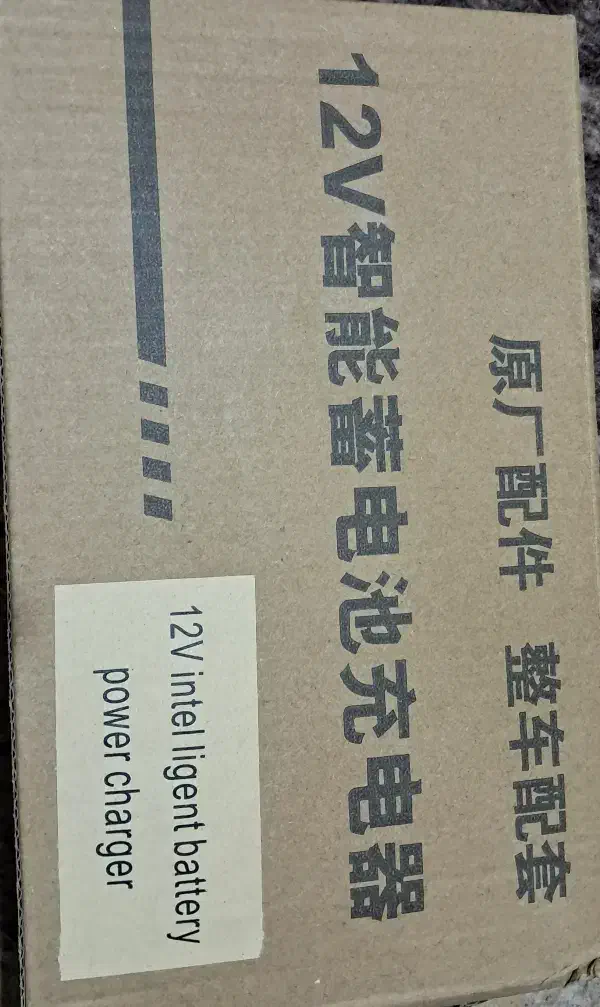 原厂配件 整车配套
12V智能蓄电池充电器
12V intel ligent battery
power charger